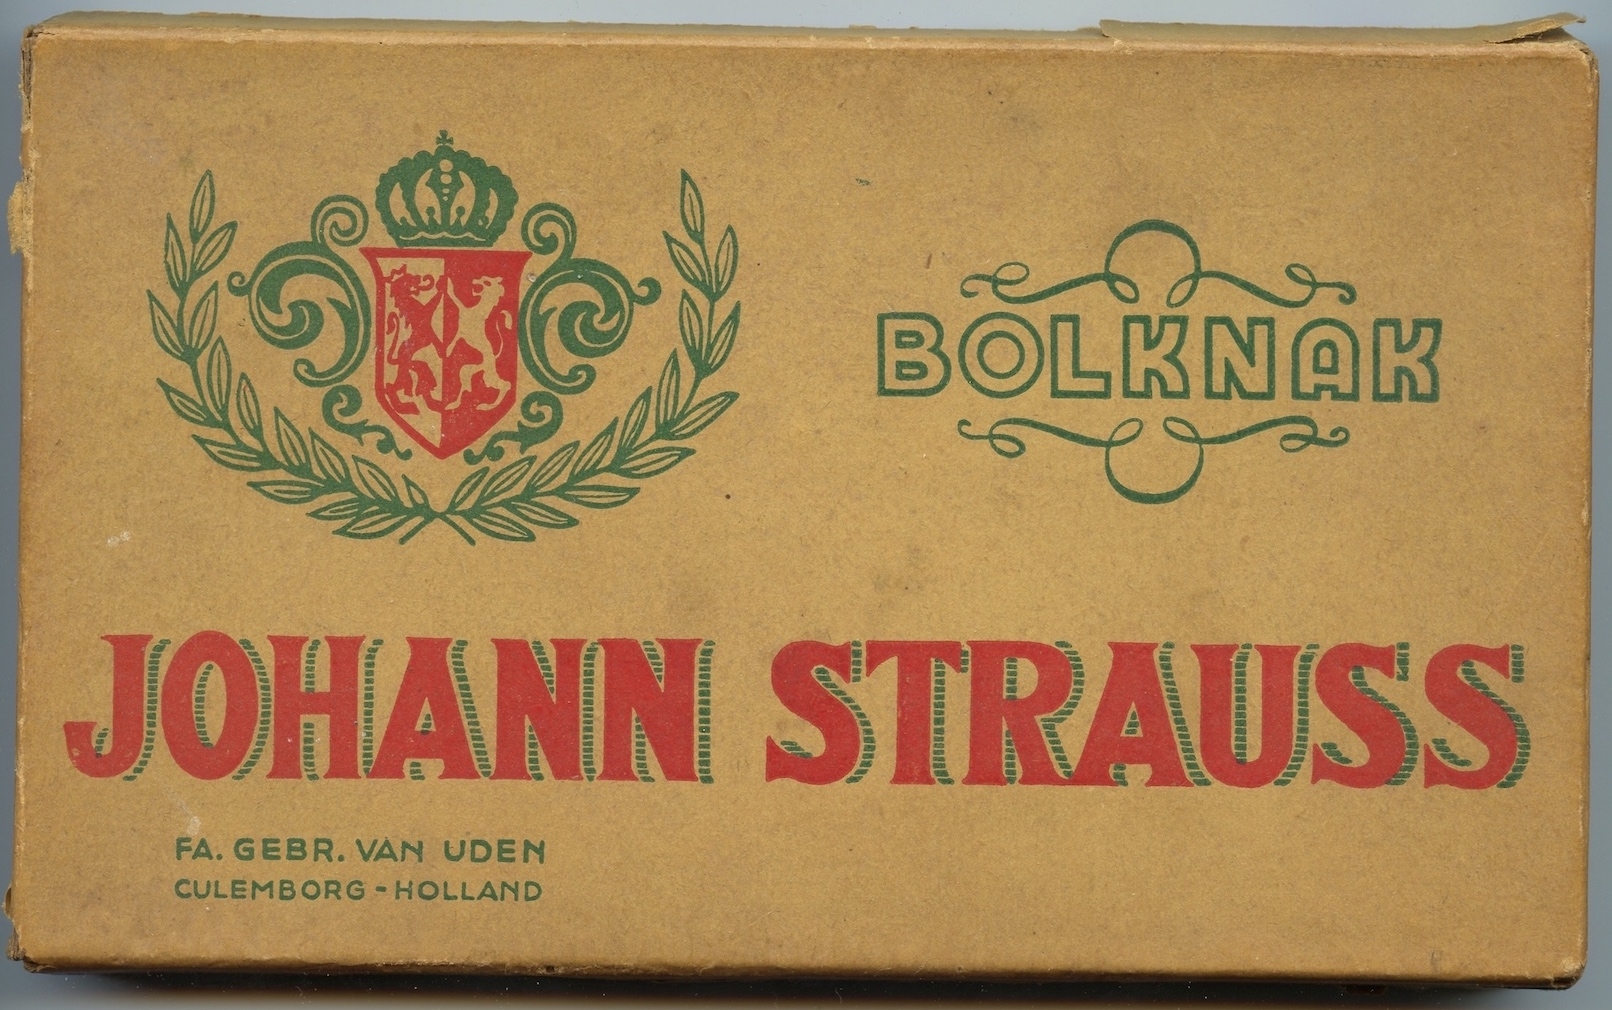 BOLKNAK
JOHANN STRAUSS
FA. GEBR. VAN UDEN
CULEMBORG - HOLLAND